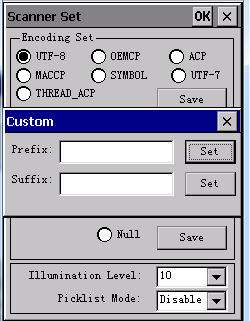 Scanner Set OK ×
Encoding Set
UTF-8 OEMCP ACP
MACCP SYMBOL UTF-7
THREAD_ACP Save
Custom ×
Prefix: Set
Suffix: Set
Null Save
Illumination Level: 10
Picklist Mode: Disable